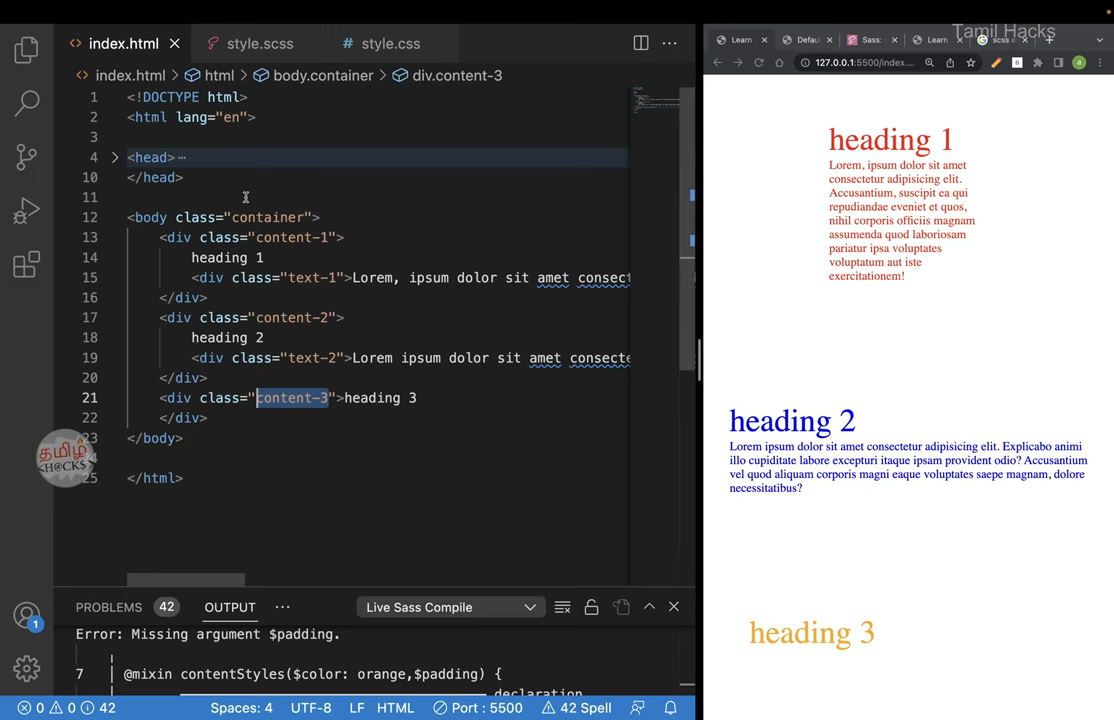 Tamil Hacks
index.html
style.scss
# style.css
index.html > html > body.container > div.content-3
1 <!DOCTYPE html>
2 <html lang="en">
3
4 <head> ⋯
10 </head>
11
12 <body class="container">
13 <div class="content-1">
14 heading 1
15 <div class="text-1">Lorem, ipsum dolor sit amet consect
16 </div>
17 <div class="content-2">
18 heading 2
19 <div class="text-2">Lorem ipsum dolor sit amet consecte
20 </div>
21 <div class="content-3">heading 3
22 </div>
23 </body>
25 </html>
தமிழ்
<H@CK$
PROBLEMS 42 OUTPUT ⋯ Live Sass Compile
Error: Missing argument $padding.
7 @mixin contentStyles($color: orange,$padding) {
declaration
0 0 42 Spaces: 4 UTF-8 LF HTML Port : 5500 42 Spell
1
Learn Defaul Sass: Learn scss e
127.0.0.1:5500/index....
B a
heading 1
Lorem, ipsum dolor sit amet
consectetur adipisicing elit.
Accusantium, suscipit ea qui
repudiandae eveniet et quos,
nihil corporis officiis magnam
assumenda quod laboriosam
pariatur ipsa voluptates
voluptatum aut iste
exercitationem!
heading 2
Lorem ipsum dolor sit amet consectetur adipisicing elit. Explicabo animi
illo cupiditate labore excepturi itaque ipsam provident odio? Accusantium
vel quod aliquam corporis magni eaque voluptates saepe magnam, dolore
necessitatibus?
heading 3